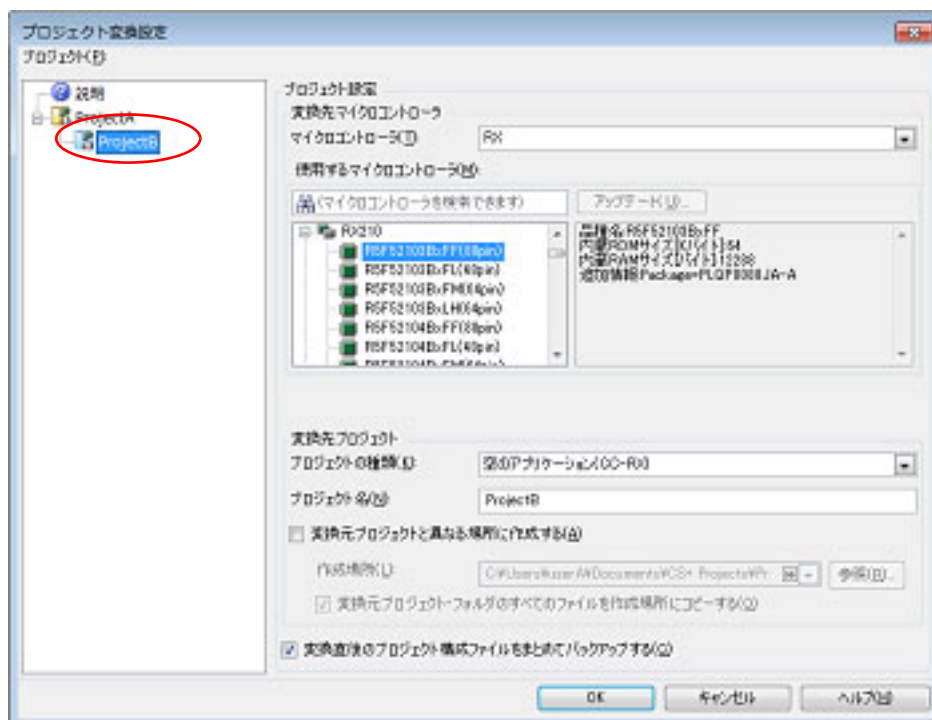 プロジェクト変換設定
プロジェクト(P):
説明
ProjectA
ProjectB
プロジェクト設定
変換先マイクロコントローラ
マイクロコントローラ(T):
RX
使用するマイクロコントローラ(M):
(マイクロコントローラを検索できます)
アップデート(U)...
RX210
R5F52103BxFF(80pin)
R5F52103BxFL(48pin)
R5F52103BxFM(64pin)
R5F52103BxLH(64pin)
R5F52104BxFF(80pin)
R5F52104BxFL(48pin)
R5F52104BxFM(64pin)
品種名:R5F52103BxFF
内蔵ROMサイズ[Kバイト]:64
内蔵RAMサイズ[バイト]:12288
追加情報:Package=PLQP0080JA-A
変換先プロジェクト
プロジェクトの種類(K):
空のアプリケーション(CC-RX)
プロジェクト名(N):
ProjectB
変換元プロジェクトと異なる場所に作成する(A)
作成場所(L):
C:¥Users¥userA¥Documents¥CS+ Projects¥Pr
参照(R)...
変換元プロジェクト・フォルダのすべてのファイルを作成場所にコピーする(O)
変換直後のプロジェクト構成ファイルをまとめてバックアップする(C)
OK
キャンセル
ヘルプ(H)